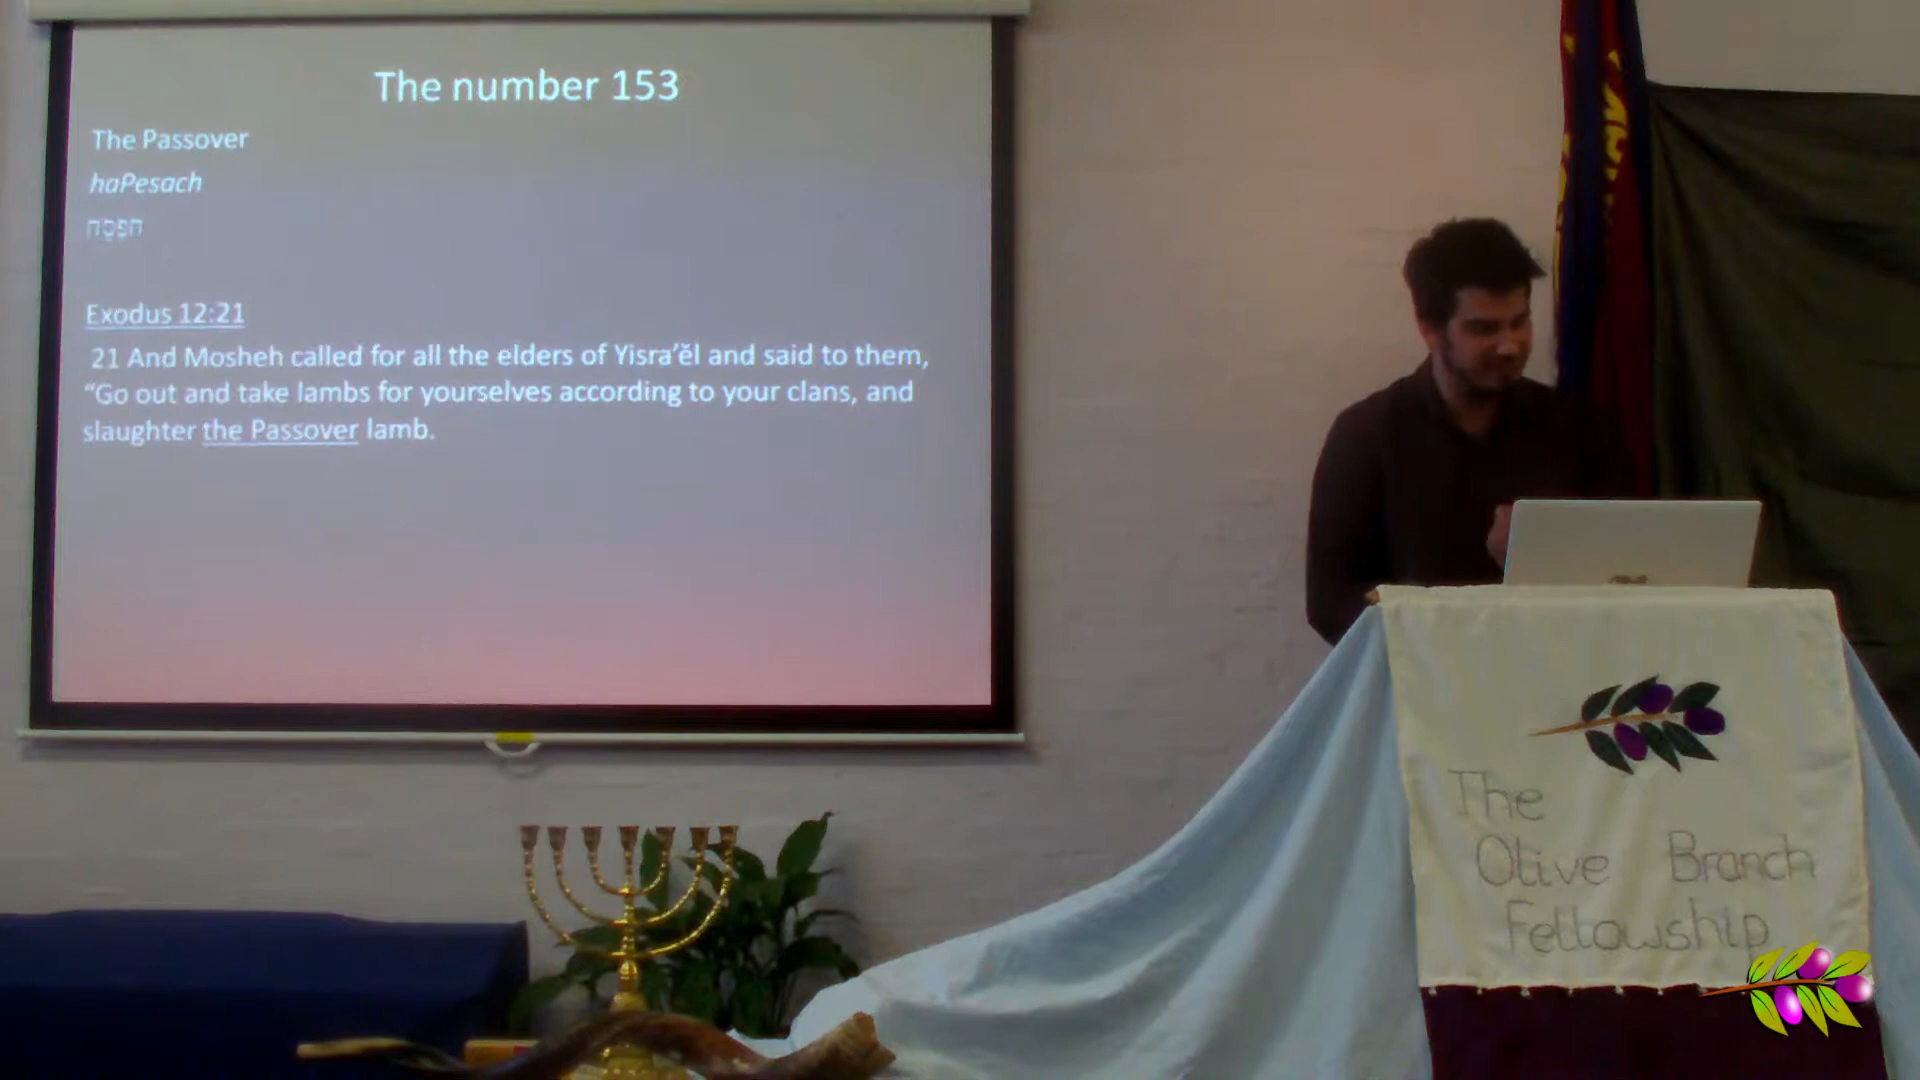 The number 153
The Passover
haPesach
הפסח
Exodus 12:21
21 And Mosheh called for all the elders of Yisra’ĕl and said to them,
“Go out and take lambs for yourselves according to your clans, and
slaughter the Passover lamb.
The
Olive Branch
Fellowship